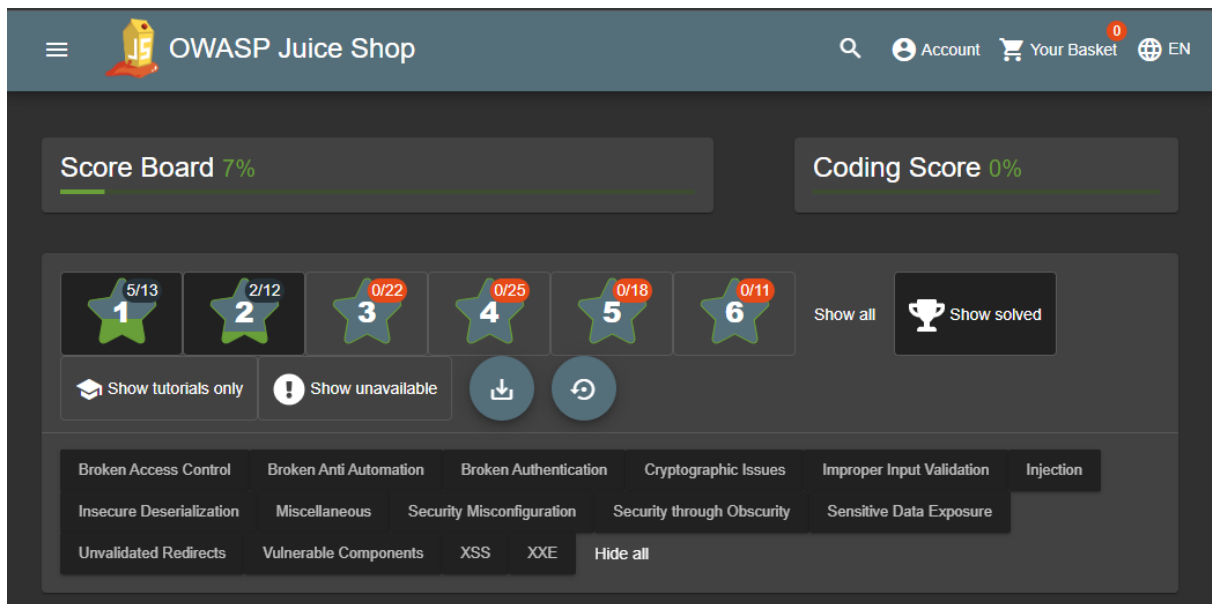 JS OWASP Juice Shop Account 0 Your Basket EN
Score Board 7% Coding Score 0%
5/13 2/12 0/22 0/25 0/18 0/11
1 2 3 4 5 6 Show all Show solved
Show tutorials only ! Show unavailable
Broken Access Control Broken Anti Automation Broken Authentication Cryptographic Issues Improper Input Validation Injection
Insecure Deserialization Miscellaneous Security Misconfiguration Security through Obscurity Sensitive Data Exposure
Unvalidated Redirects Vulnerable Components XSS XXE Hide all